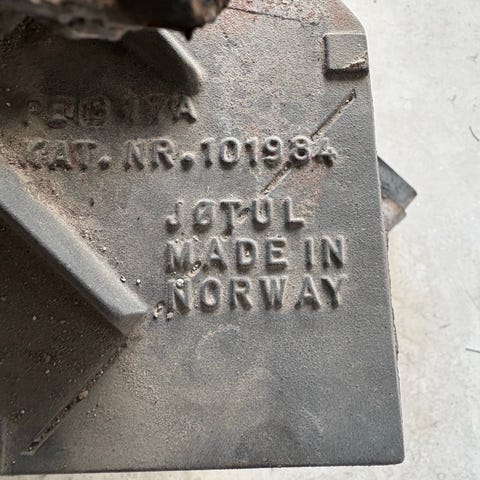 KAT. NR. 101984
JØTUL
MADE IN
NORWAY